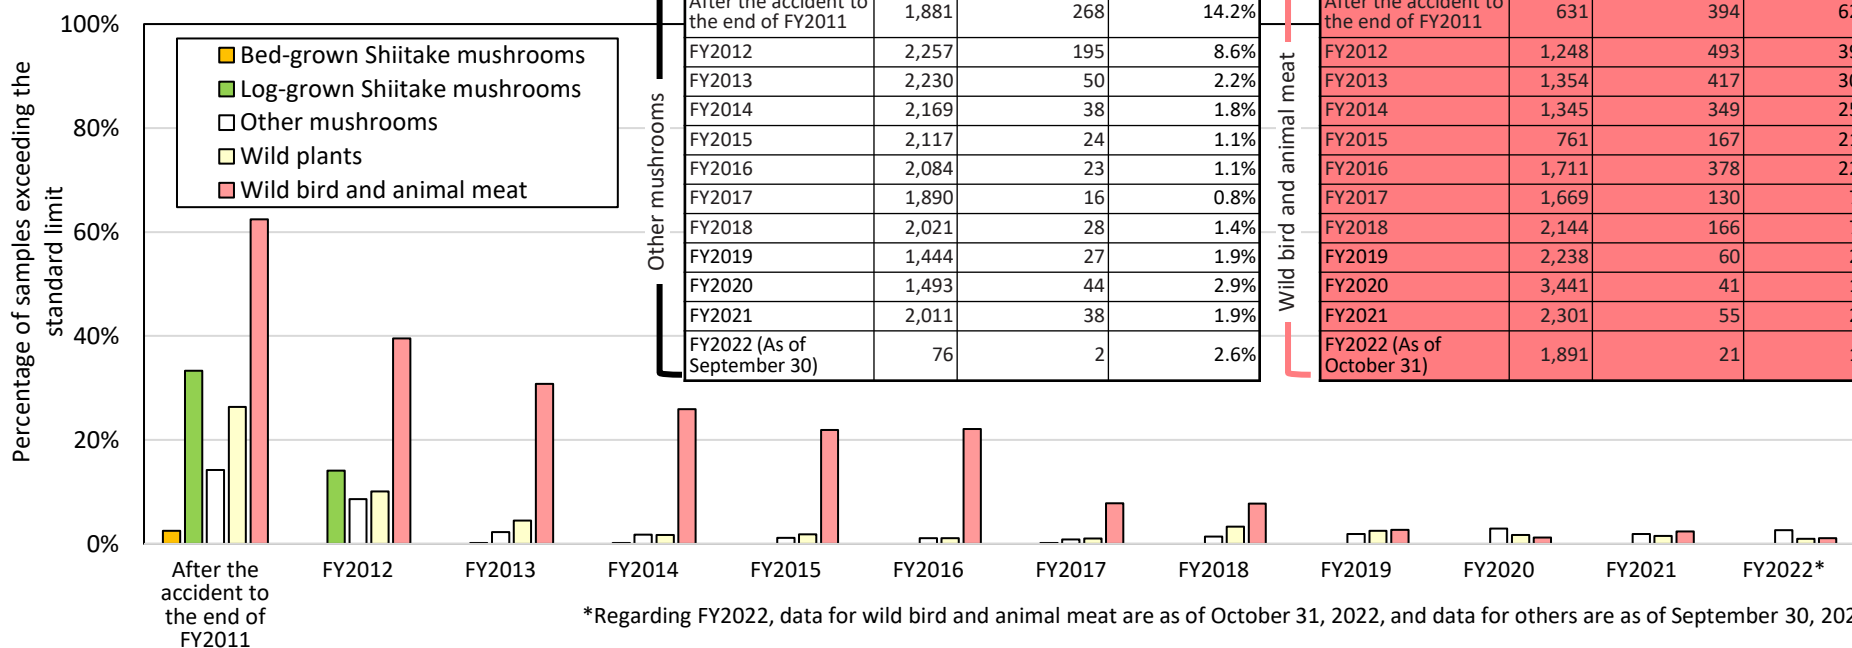 Percentage of samples exceeding the
standard limit
100%
80%
60%
40%
20%
0%
Bed-grown Shiitake mushrooms
Log-grown Shiitake mushrooms
Other mushrooms
Wild plants
Wild bird and animal meat
Other mushrooms
After the accident to
the end of FY2011 1,881 268 14.2%
FY2012 2,257 195 8.6%
FY2013 2,230 50 2.2%
FY2014 2,169 38 1.8%
FY2015 2,117 24 1.1%
FY2016 2,084 23 1.1%
FY2017 1,890 16 0.8%
FY2018 2,021 28 1.4%
FY2019 1,444 27 1.9%
FY2020 1,493 44 2.9%
FY2021 2,011 38 1.9%
FY2022 (As of
September 30) 76 2 2.6%
Wild bird and animal meat
After the accident to
the end of FY2011 631 394
FY2012 1,248 493
FY2013 1,354 417
FY2014 1,345 349
FY2015 761 167
FY2016 1,711 378
FY2017 1,669 130
FY2018 2,144 166
FY2019 2,238 60
FY2020 3,441 41
FY2021 2,301 55
FY2022 (As of
October 31) 1,891 21
After the
accident to
the end of
FY2011
FY2012
FY2013
FY2014
FY2015
FY2016
FY2017
FY2018
FY2019
FY2020
FY2021
FY2022*
*Regarding FY2022, data for wild bird and animal meat are as of October 31, 2022, and data for others are as of September 30,